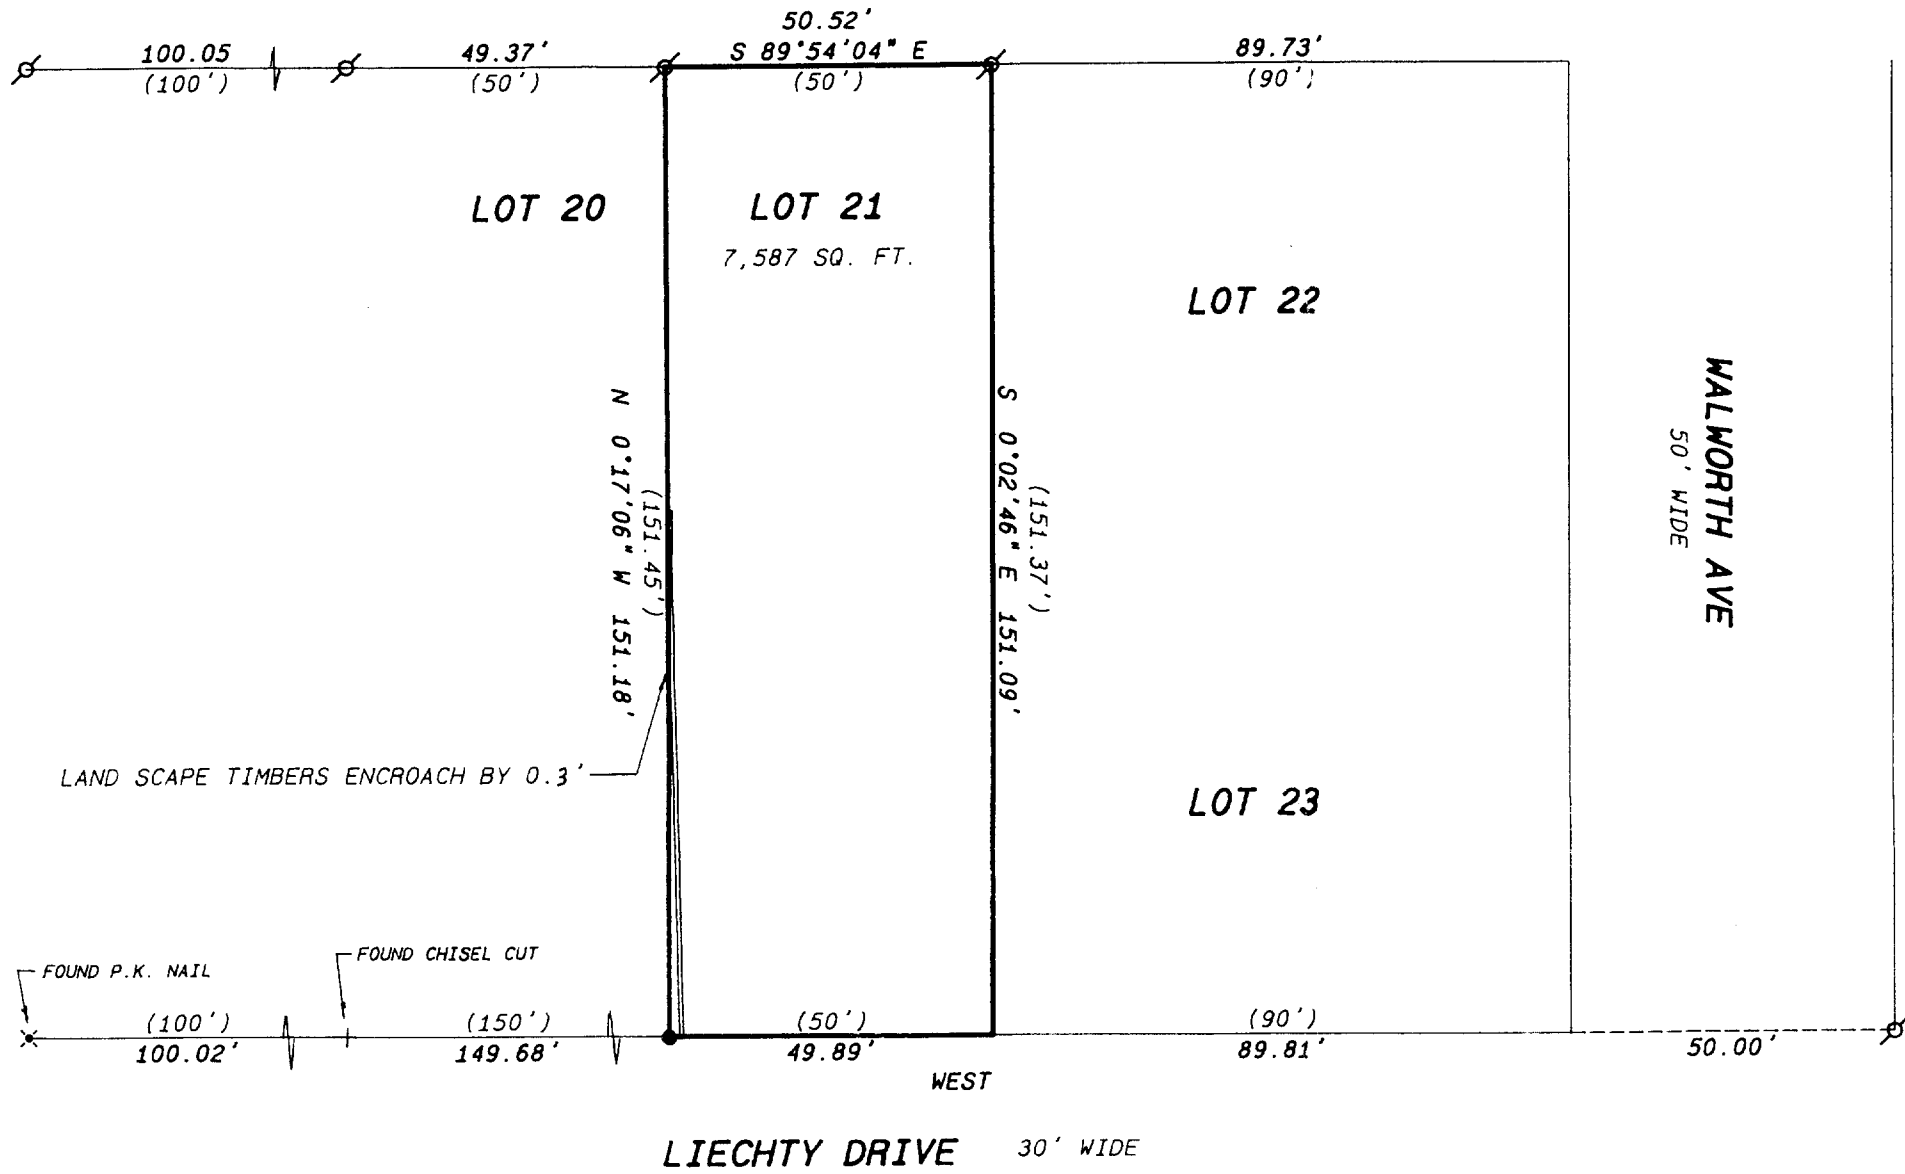 50.52'
100.05
49.37'
S 89°54'04" E
89.73'
(100')
(50')
(50')
(90')
LOT 20
LOT 21
7,587 SQ. FT.
LOT 22
WALWORTH AVE
50' WIDE
N 0°17'06" W 151.18'
(151.45')
S 0°02'46" E 151.09'
(151.37')
LAND SCAPE TIMBERS ENCROACH BY 0.3'
LOT 23
FOUND P.K. NAIL
FOUND CHISEL CUT
(100')
(150')
(50')
(90')
100.02'
149.68'
49.89'
89.81'
50.00'
WEST
LIECHTY DRIVE 30' WIDE